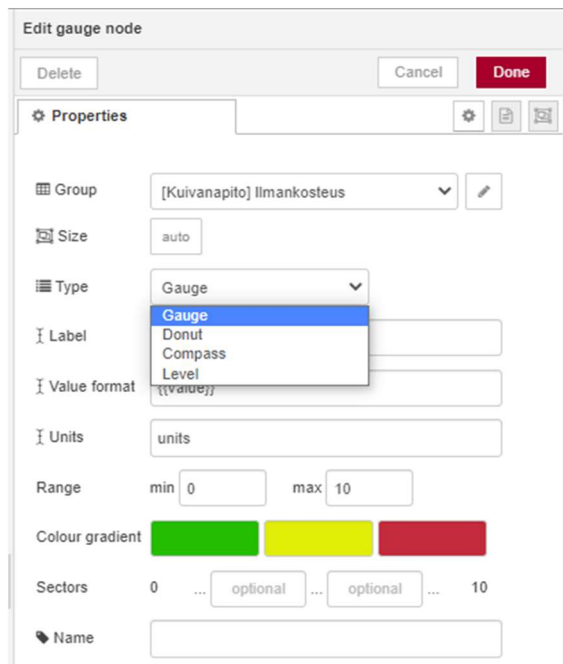 Edit gauge node
Delete Cancel Done
Properties
Group [Kuivanapito] Ilmankosteus
Size auto
Type Gauge
Gauge
Donut
Label
Compass
Level
Value format {{value}}
Units units
Range min 0 max 10
Colour gradient
Sectors 0 ... optional ... optional ... 10
Name